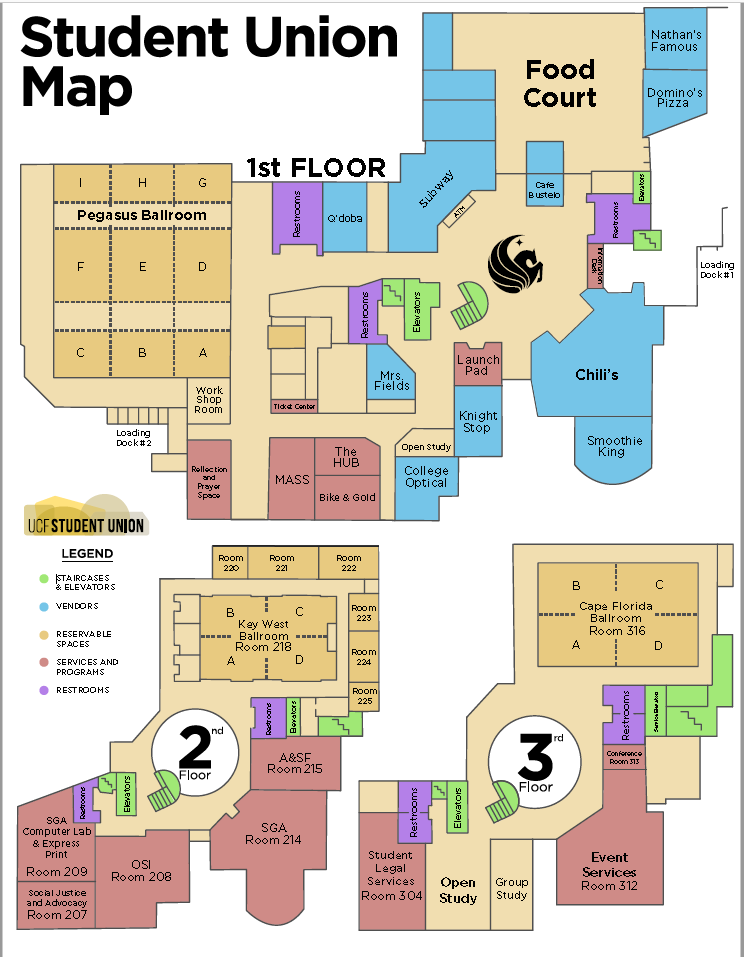 Student Union
Map
Nathan's
Famous
Food
Court
Domino's
Pizza
1st FLOOR
Subway
ATM
Cafe
Bustelo
Elevators
Restrooms
Information
Desk
Loading
Dock #1
Restrooms
Q'doba
I
H
G
Pegasus Ballroom
F
E
D
C
B
A
Restrooms
Elevators
Work
Shop
Room
Loading
Dock #2
Ticket Center
Mrs.
Fields
Launch
Pad
Chili's
Knight
Stop
Smoothie
King
Open Study
College
Optical
Reflection
and
Prayer
Space
MASS
The
HUB
Bike & Gold
UCF STUDENT UNION
LEGEND
STAIRCASES
& ELEVATORS
VENDORS
RESERVABLE
SPACES
SERVICES AND
PROGRAMS
RESTROOMS
Room
220
Room
221
Room
222
Room
223
Room
224
Room
225
B
C
Key West
Ballroom
Room 218
A
D
Restrooms
Elevators
2nd
Floor
A&SF
Room 215
SGA
Room 214
Restrooms
Elevators
SGA
Computer Lab
& Express
Print
Room 209
OSI
Room 208
Social Justice
and Advocacy
Room 207
B
C
Cape Florida
Ballroom
Room 316
A
D
Restrooms
Service Elevator
3rd
Floor
Conference
Room 313
Restrooms
Elevators
Student
Legal
Services
Room 304
Open
Study
Group
Study
Event
Services
Room 312